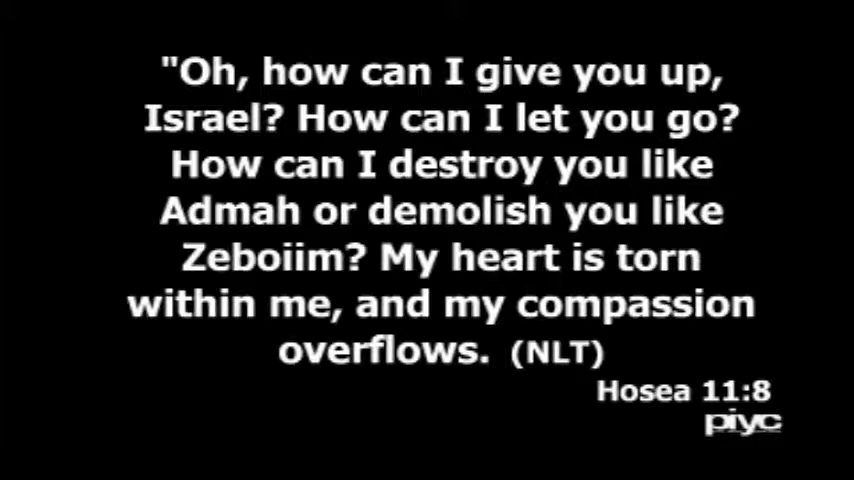 "Oh, how can I give you up,
Israel? How can I let you go?
How can I destroy you like
Admah or demolish you like
Zeboiim? My heart is torn
within me, and my compassion
overflows. (NLT)
Hosea 11:8
piyc